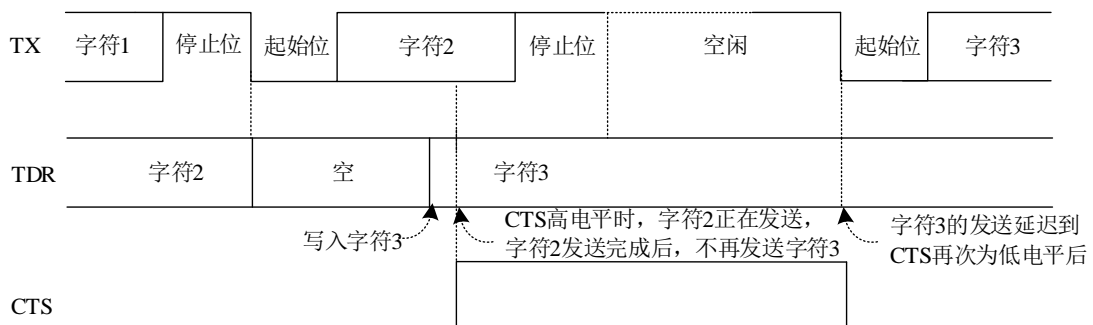 TX 字符1 停止位 起始位 字符2 停止位 空闲 起始位 字符3
TDR 字符2 空 字符3
写入字符3
CTS高电平时，字符2正在发送，
字符2发送完成后，不再发送字符3
字符3的发送延迟到
CTS再次为低电平后
CTS